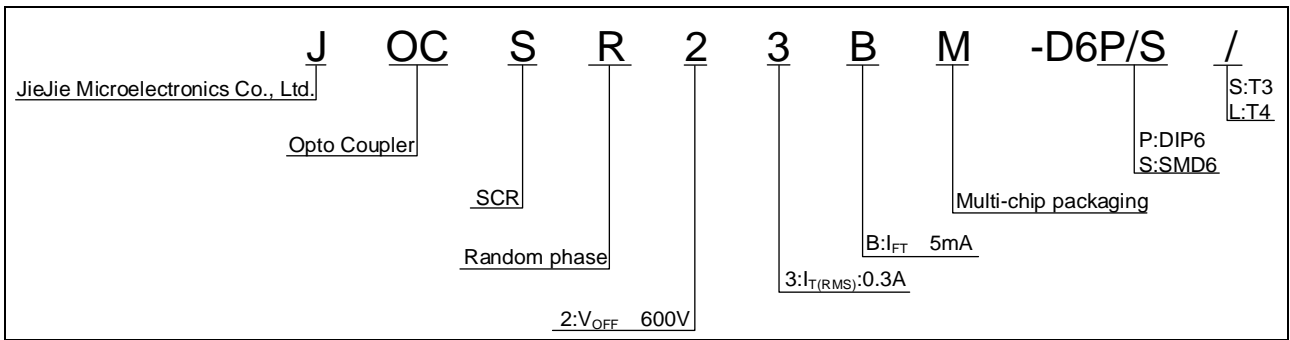 J OC S R 2 3 B M -D6P/S /
JieJie Microelectronics Co., Ltd.
S:T3
L:T4
Opto Coupler
P:DIP6
S:SMD6
SCR
Multi-chip packaging
Random phase
B:IFT 5mA
3:IT(RMS):0.3A
2:VOFF 600V